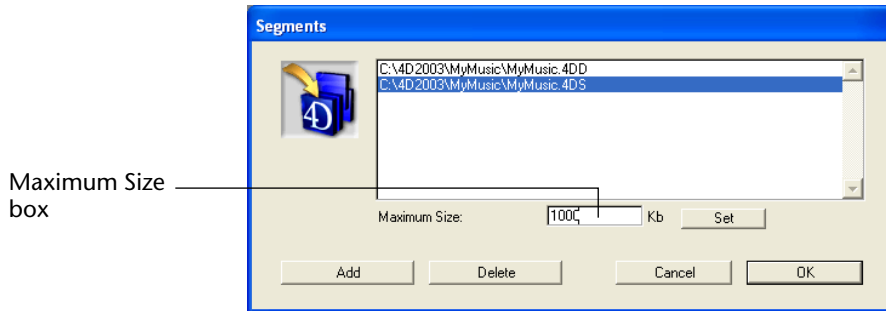 Segments
4D
C:\4D2003\MyMusic\MyMusic.4DD
C:\4D2003\MyMusic\MyMusic.4DS
Maximum Size box
Maximum Size: 1000 Kb Set
Add Delete Cancel OK